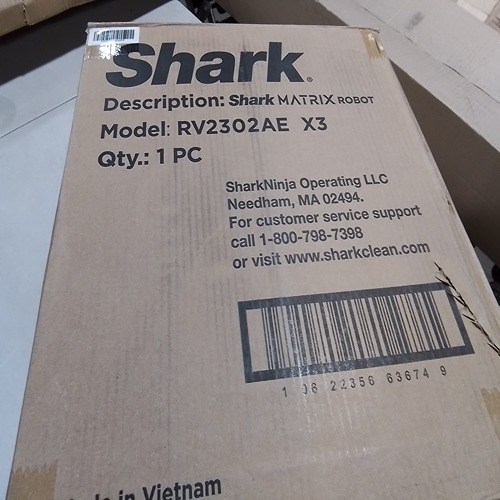 Shark®
Description: Shark MATRIX ROBOT
Model: RV2302AE X3
Qty.: 1 PC
SharkNinja Operating LLC
Needham, MA 02494.
For customer service support
call 1-800-798-7398
or visit www.sharkclean.com
1 06 22356 63674 9
in Vietnam